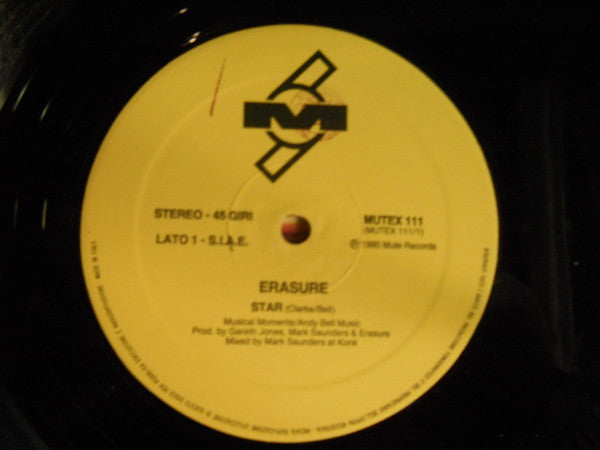 M
STEREO - 45 GIRI
LATO 1 - S.I.A.E.
MUTEX 111
(MUTEX 111/1)
℗ 1990 Mute Records
ERASURE
STAR (Clarke/Bell)
Musical Moments/Andy Bell Music
Prod. by Gareth Jones, Mark Saunders & Erasure
Mixed by Mark Saunders at Konk